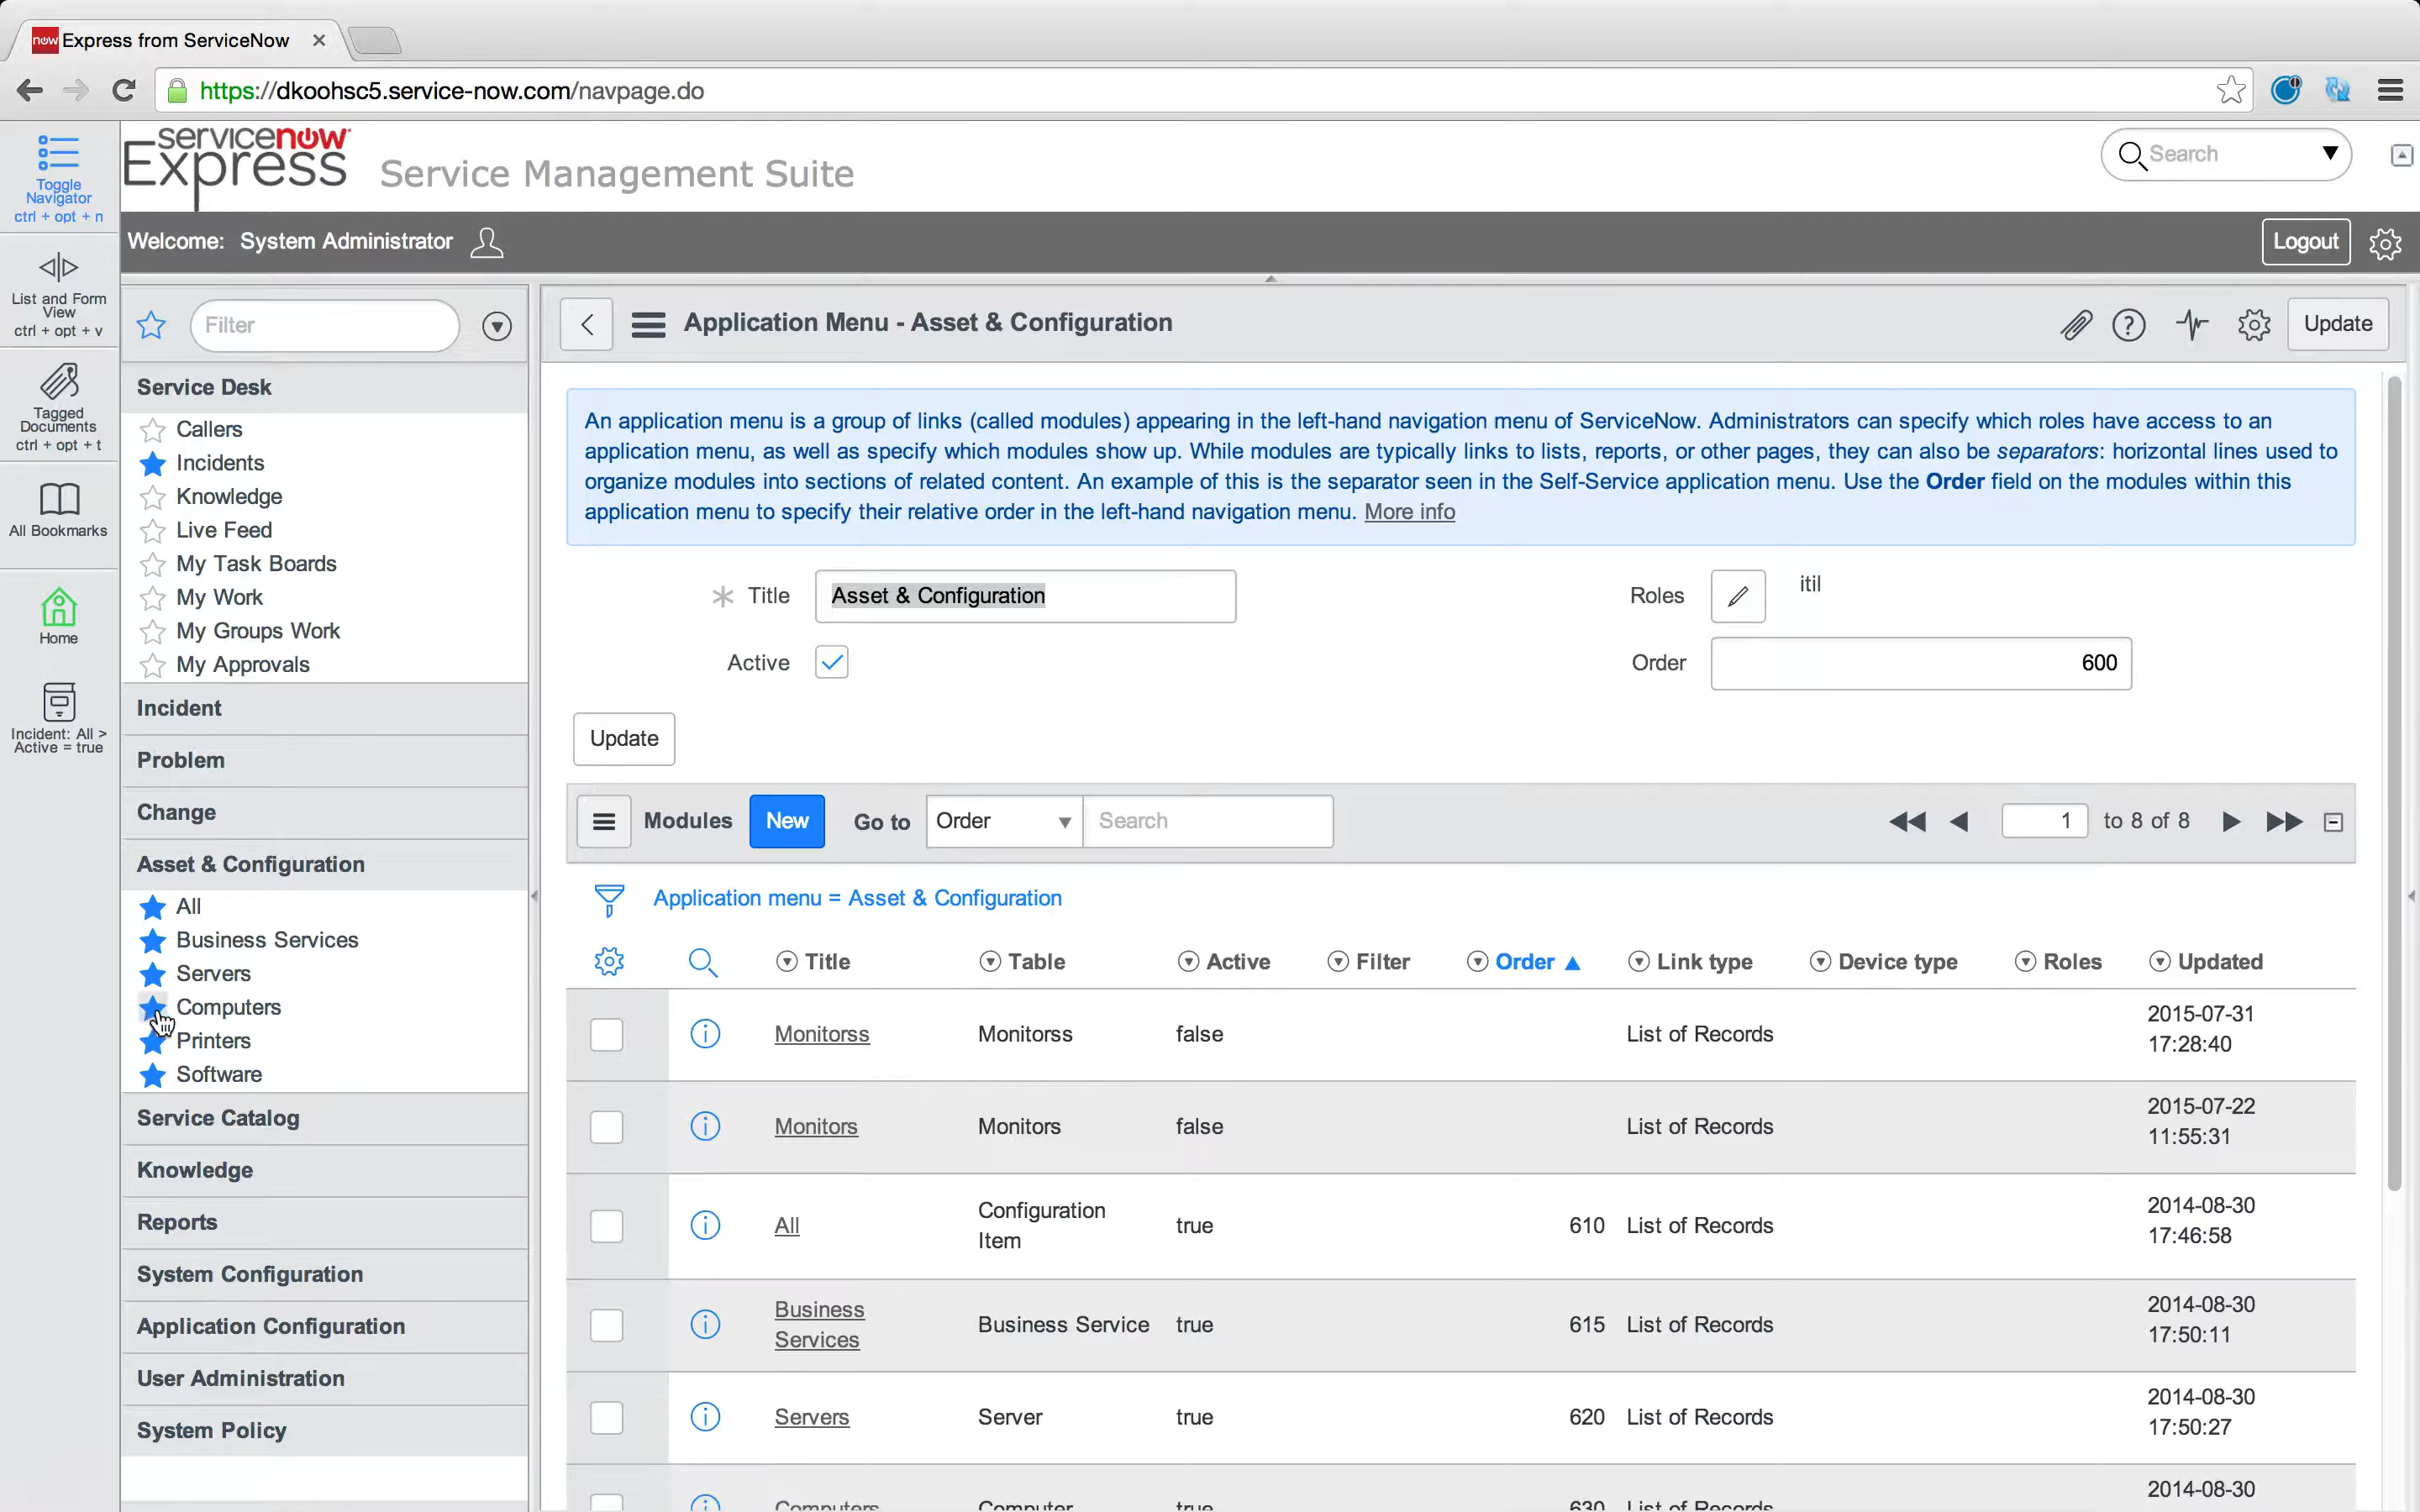 now Express from ServiceNow
https://dkoohsc5.service-now.com/navpage.do
Toggle
Navigator
ctrl + opt + n
List and Form
View
ctrl + opt + v
Tagged
Documents
ctrl + opt + t
All Bookmarks
Home
Incident: All >
Active = true
servicenow
Express
Service Management Suite
Search
Welcome: System Administrator
Logout
Filter
Service Desk
Callers
Incidents
Knowledge
Live Feed
My Task Boards
My Work
My Groups Work
My Approvals
Incident
Problem
Change
Asset & Configuration
All
Business Services
Servers
Computers
Printers
Software
Service Catalog
Knowledge
Reports
System Configuration
Application Configuration
User Administration
System Policy
Application Menu - Asset & Configuration
Update
An application menu is a group of links (called modules) appearing in the left-hand navigation menu of ServiceNow. Administrators can specify which roles have access to an
application menu, as well as specify which modules show up. While modules are typically links to lists, reports, or other pages, they can also be separators: horizontal lines used to
organize modules into sections of related content. An example of this is the separator seen in the Self-Service application menu. Use the Order field on the modules within this
application menu to specify their relative order in the left-hand navigation menu. More info
Title Asset & Configuration
Roles itil
Active
Order 600
Update
Modules New Go to Order Search 1 to 8 of 8
Application menu = Asset & Configuration
Title Table Active Filter Order Link type Device type Roles Updated
Monitorss Monitorss false List of Records 2015-07-31
17:28:40
Monitors Monitors false List of Records 2015-07-22
11:55:31
All Configuration
Item true 610 List of Records 2014-08-30
17:46:58
Business
Services Business Service true 615 List of Records 2014-08-30
17:50:11
Servers Server true 620 List of Records 2014-08-30
17:50:27
Computers Computer true 630 List of Records 2014-08-30